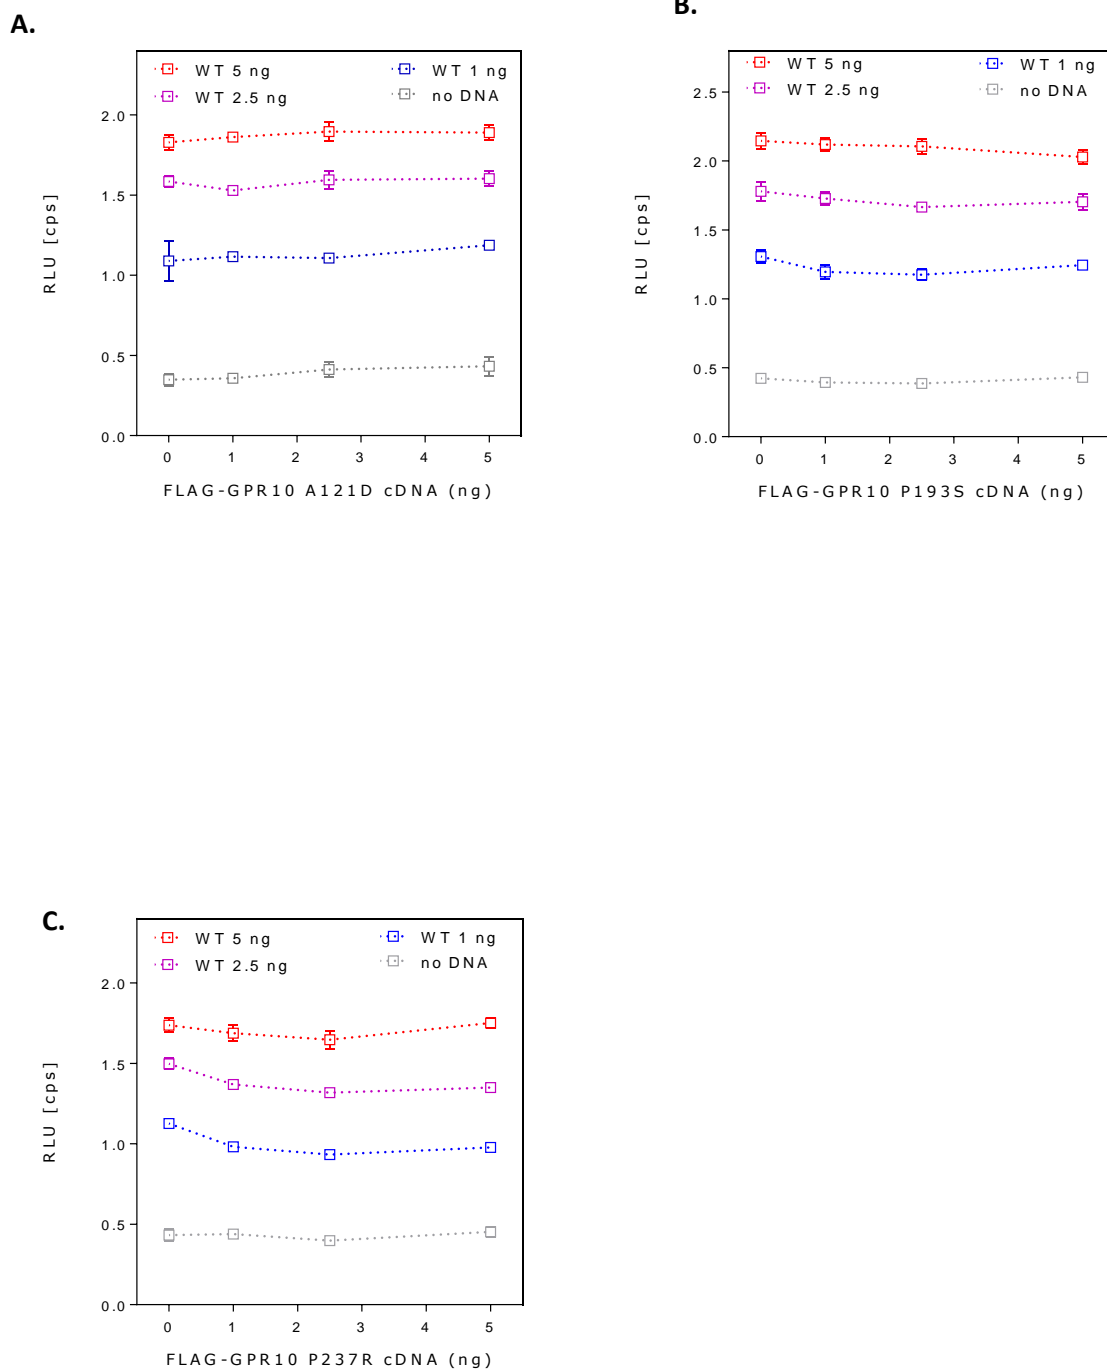 A.
WT 5 ng
WT 1 ng
WT 2.5 ng
no DNA
2.0
1.5
1.0
0.5
0.0
RLU [cps]
0 1 2 3 4 5
FLAG-GPR10 A121D cDNA (ng)
B.
WT 5 ng
WT 1 ng
WT 2.5 ng
no DNA
2.5
2.0
1.5
1.0
0.5
0.0
RLU [cps]
0 1 2 3 4 5
FLAG-GPR10 P193S cDNA (ng)
C.
WT 5 ng
WT 1 ng
WT 2.5 ng
no DNA
2.0
1.5
1.0
0.5
0.0
RLU [cps]
0 1 2 3 4 5
FLAG-GPR10 P237R cDNA (ng)